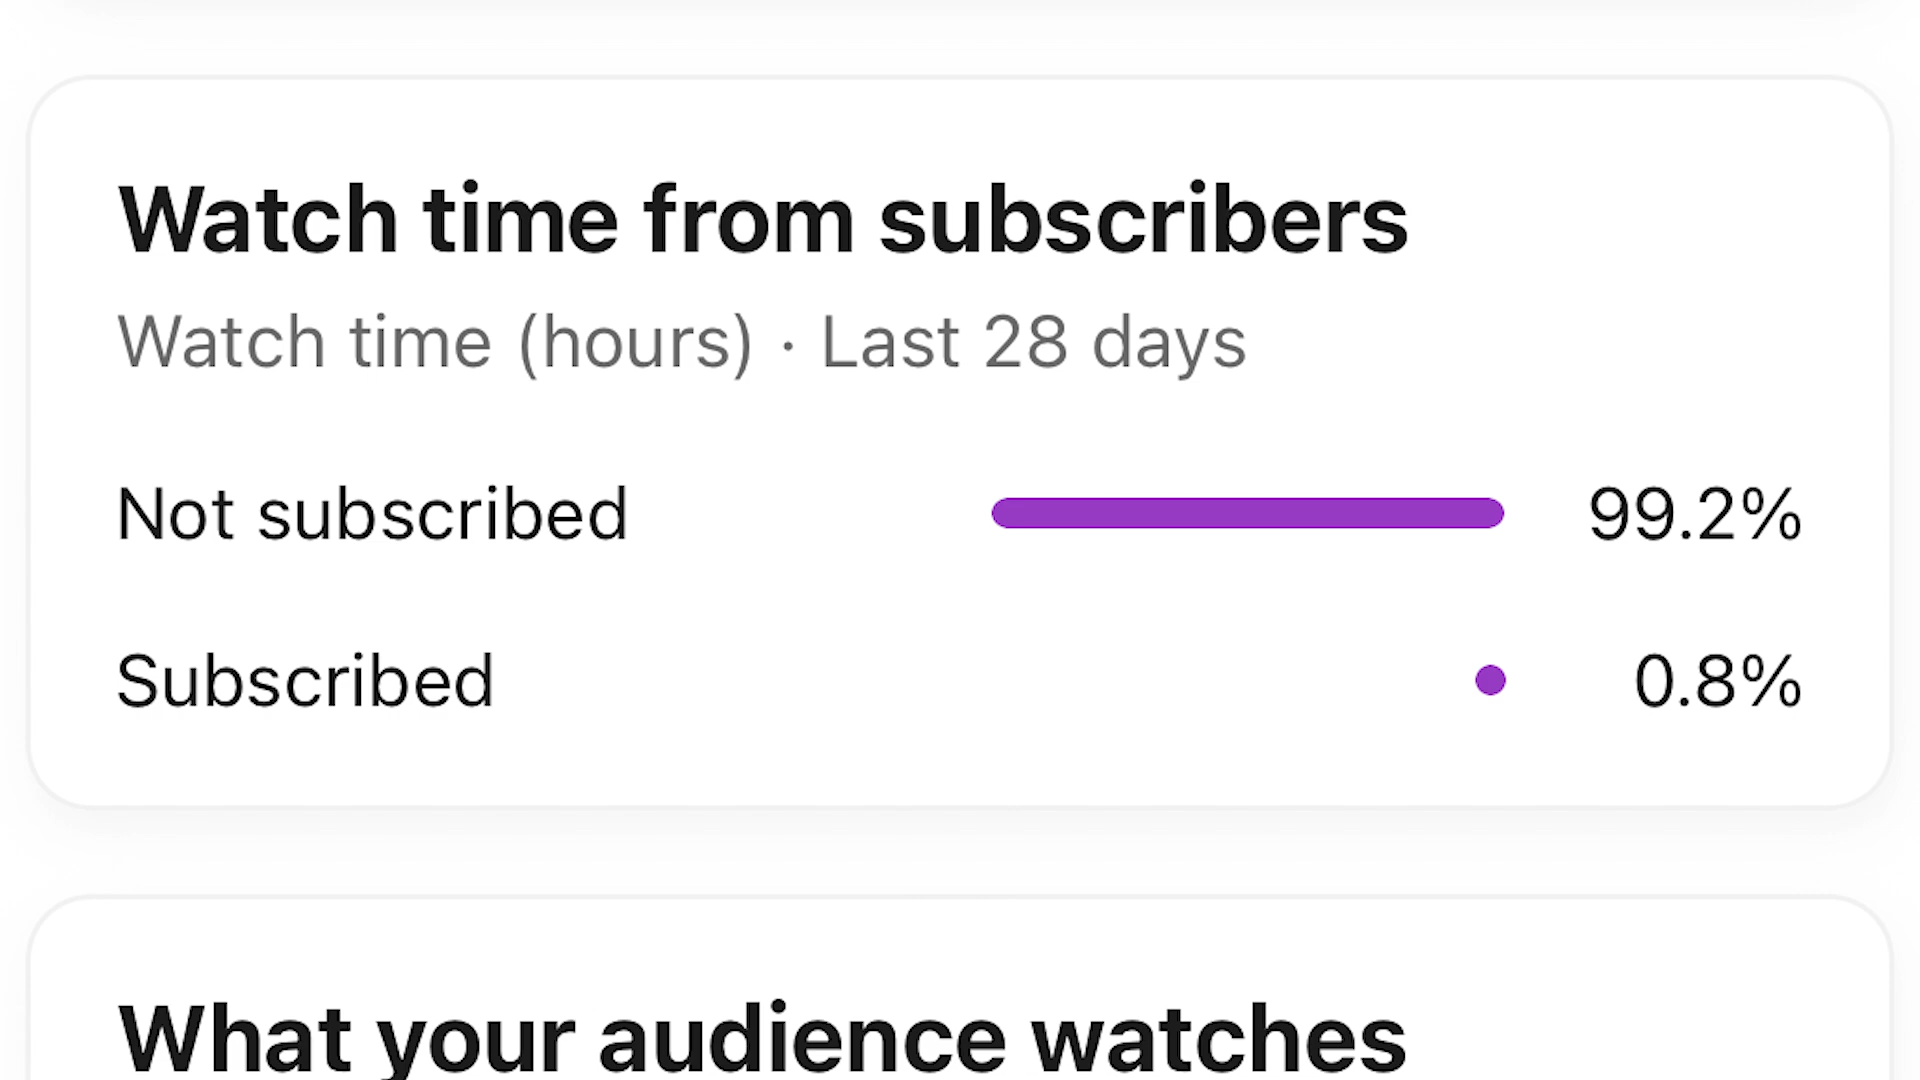 Watch time from subscribers
Watch time (hours) · Last 28 days
Not subscribed 99.2%
Subscribed 0.8%
What your audience watches